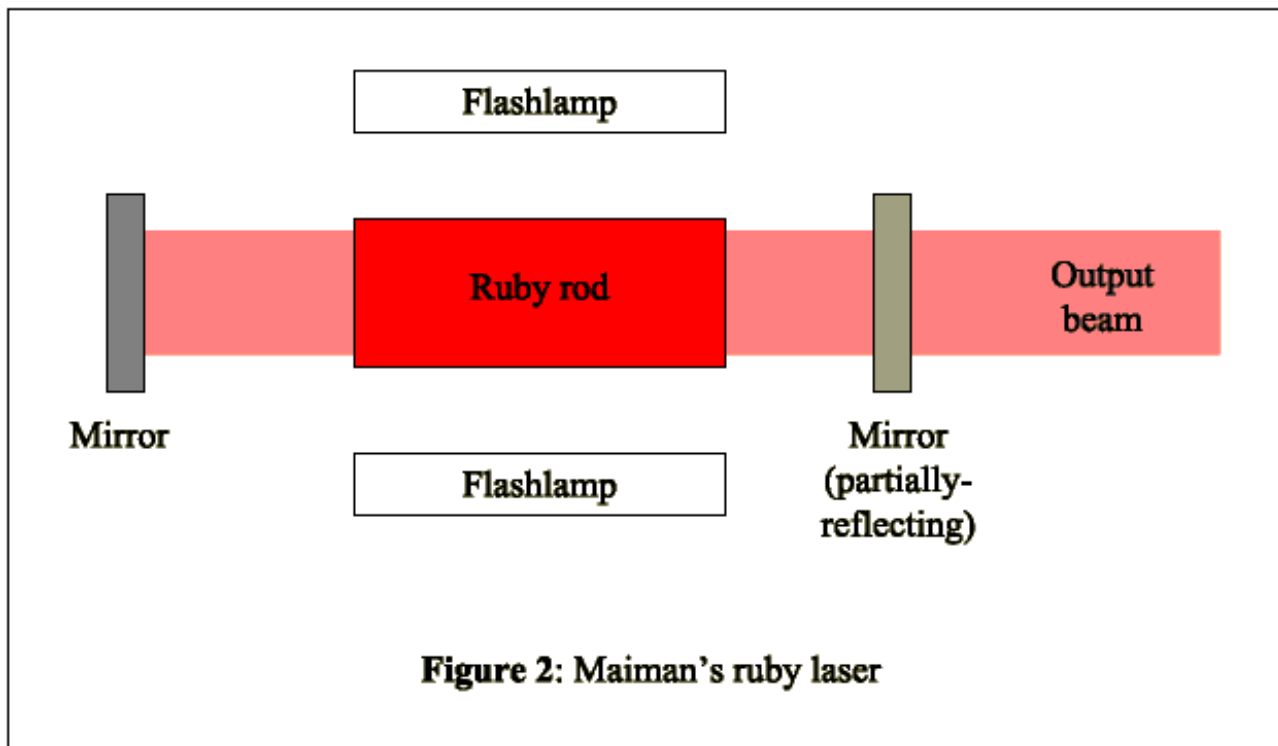 Flashlamp
Ruby rod
Output
beam
Mirror
Mirror
(partially-
reflecting)
Flashlamp
Figure 2: Maiman's ruby laser